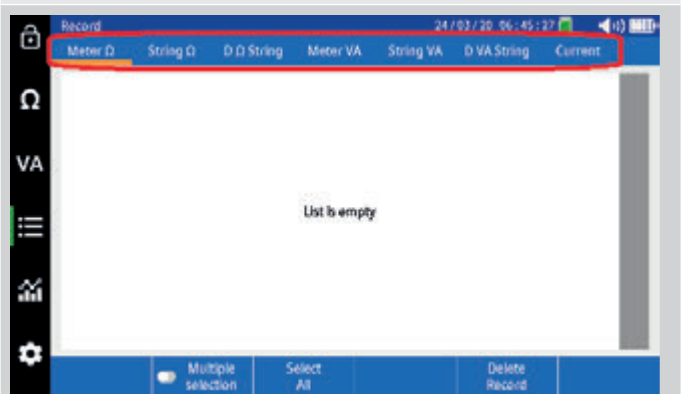 Record 24/03/20 06:45:27
Meter Ω String Ω D Ω String Meter VA String VA D VA String Current
Ω
VA
List is empty
Multiple selection Select All Delete Record